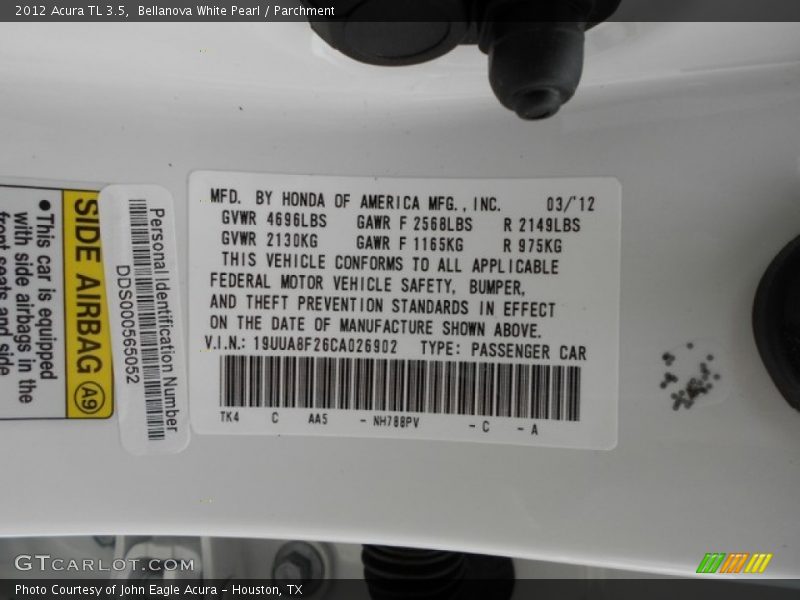 2012 Acura TL 3.5,  Bellanova White Pearl / Parchment
MFD. BY HONDA OF AMERICA MFG., INC. 03/'12
GVWR 4696LBS GAWR F 2568LBS R 2149LBS
GVWR 2130KG GAWR F 1165KG R 975KG
THIS VEHICLE CONFORMS TO ALL APPLICABLE
FEDERAL MOTOR VEHICLE SAFETY, BUMPER,
AND THEFT PREVENTION STANDARDS IN EFFECT
ON THE DATE OF MANUFACTURE SHOWN ABOVE.
V.I.N.: 19UUA8F26CA026902 TYPE: PASSENGER CAR
TK4 C AA5 - NH788PV - C - A
Personal Identification Number
DDS000565052
SIDE AIRBAG A9
●This car is equipped
with side airbags in the
front seats and side
GTCARLOT.COM
Photo Courtesy of John Eagle Acura - Houston, TX